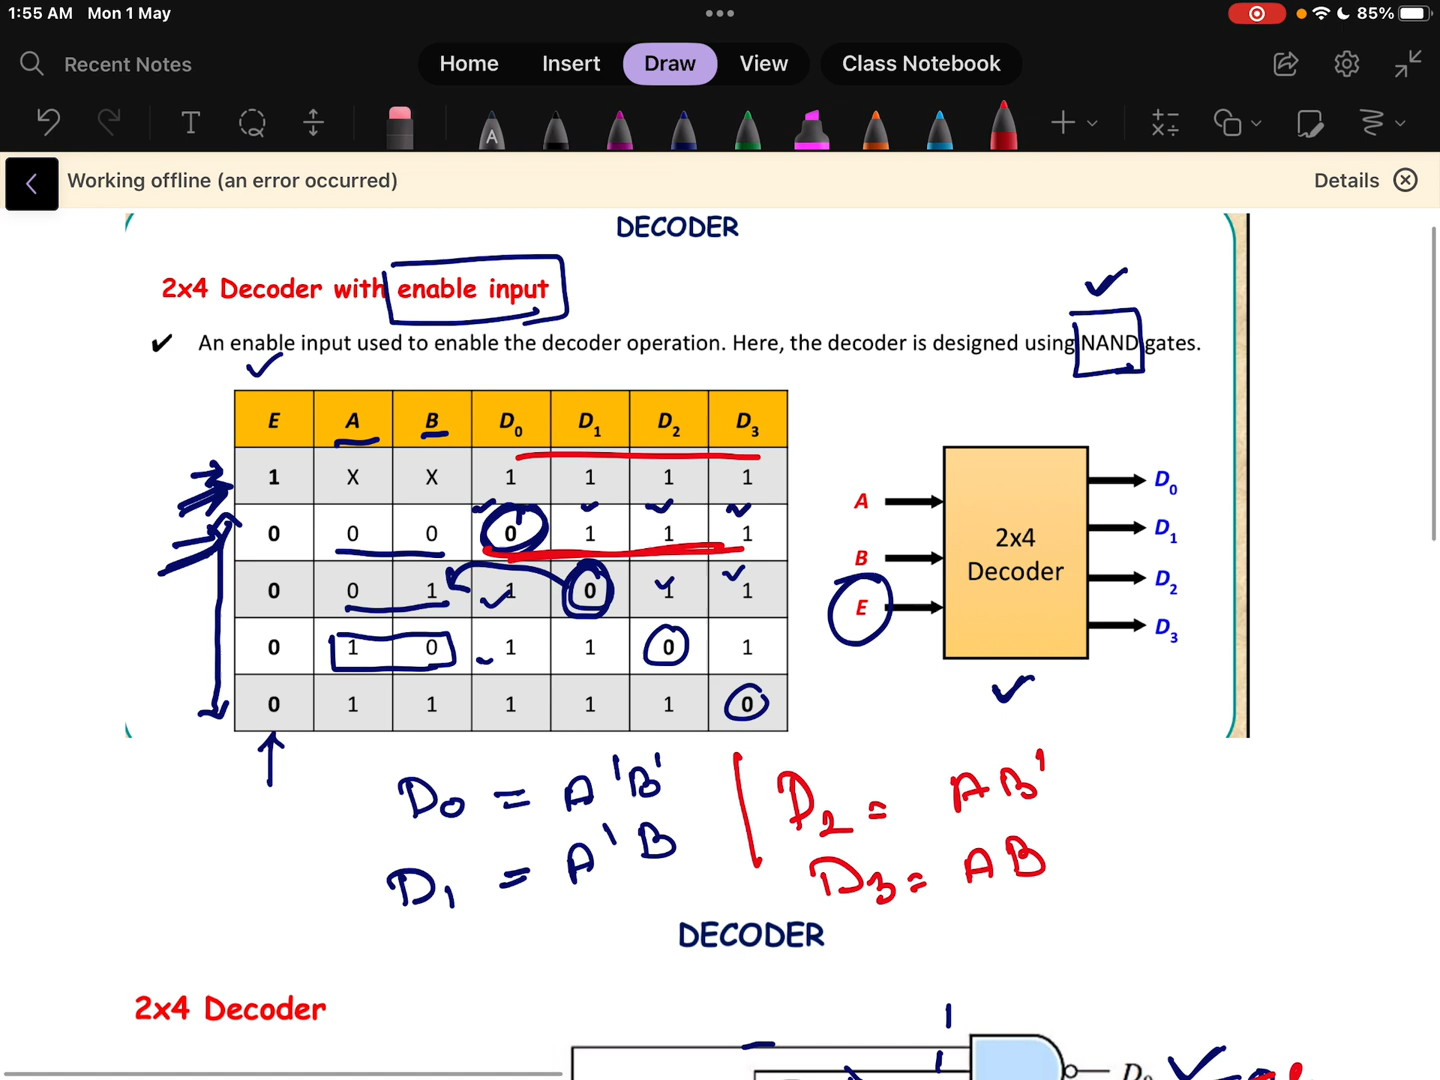 1:55 AM Mon 1 May
85%
Recent Notes
Home Insert Draw View Class Notebook
T
A
Working offline (an error occurred)
Details
DECODER
2x4 Decoder with enable input
✔ An enable input used to enable the decoder operation. Here, the decoder is designed using NAND gates.
E A B D0 D1 D2 D3
1 X X 1 1 1 1
0 0 0 0 1 1 1
0 0 1 1 0 1 1
0 1 0 1 1 0 1
0 1 1 1 1 1 0
A
B
E
2x4
Decoder
D0
D1
D2
D3
D0 = A'B'
D1 = A'B
D2 = AB'
D3 = AB
DECODER
2x4 Decoder
1
1
D0